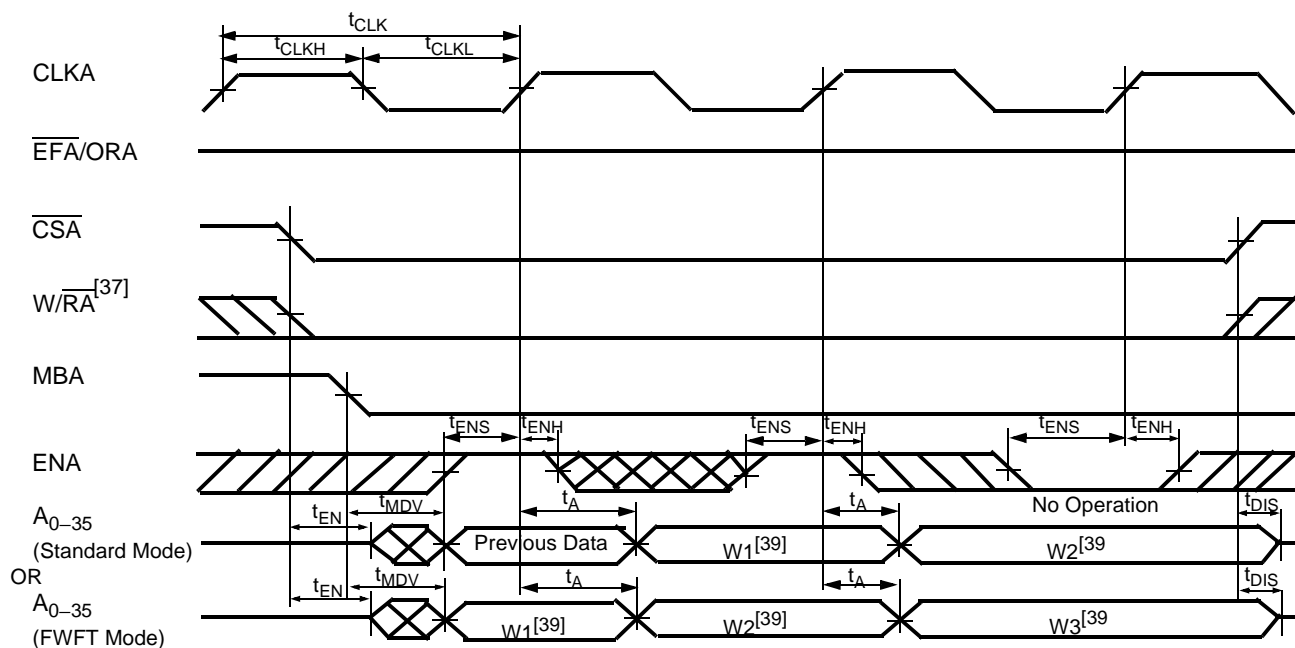 tCLK
tCLKH tCLKL
CLKA
EFA/ORA
CSA
W/RA[37]
MBA
tENS tENH tENS tENH tENS tENH
ENA
No Operation
tMDV tA tA tDIS
tEN
A0–35
(Standard Mode)
Previous Data W1[39] W2[39
OR
tEN tMDV tA tA tDIS
A0–35
(FWFT Mode)
W1[39] W2[39] W3[39